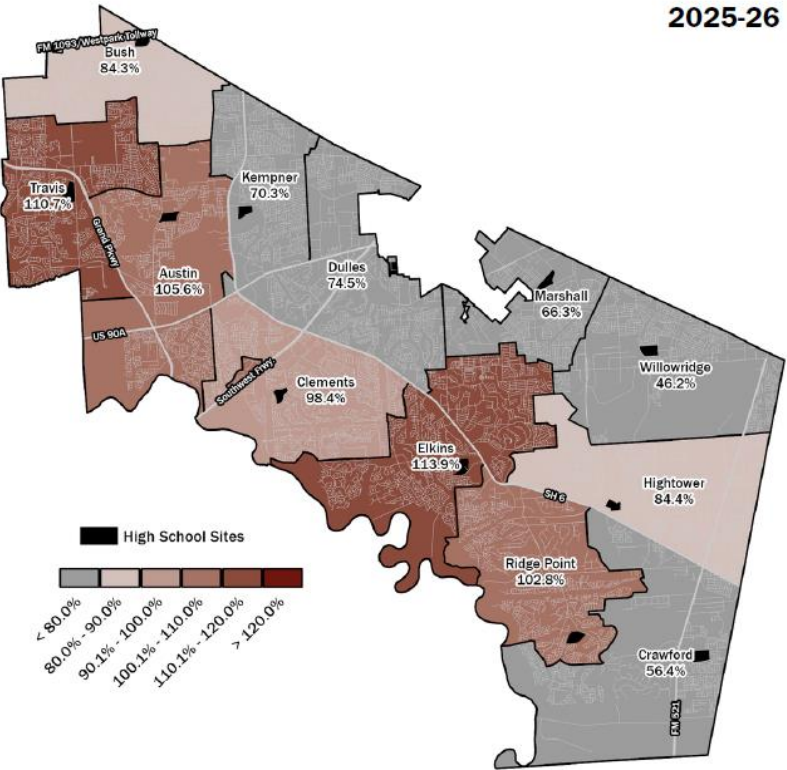 2025-26
FM 1093/Westpark Tollway
Bush
84.3%
Kempner
70.3%
Travis
110.7%
Grand Pkwy
Austin
105.6%
Dulles
74.5%
Marshall
66.3%
US 90A
Willowridge
46.2%
Southwest Frwy.
Clements
98.4%
Elkins
113.9%
Hightower
84.4%
SH 6
High School Sites
Ridge Point
102.8%
< 80.0%
80.0% - 90.0%
90.1% - 100.0%
100.1% - 110.0%
110.1% - 120.0%
> 120.0%
Crawford
56.4%
FM 521